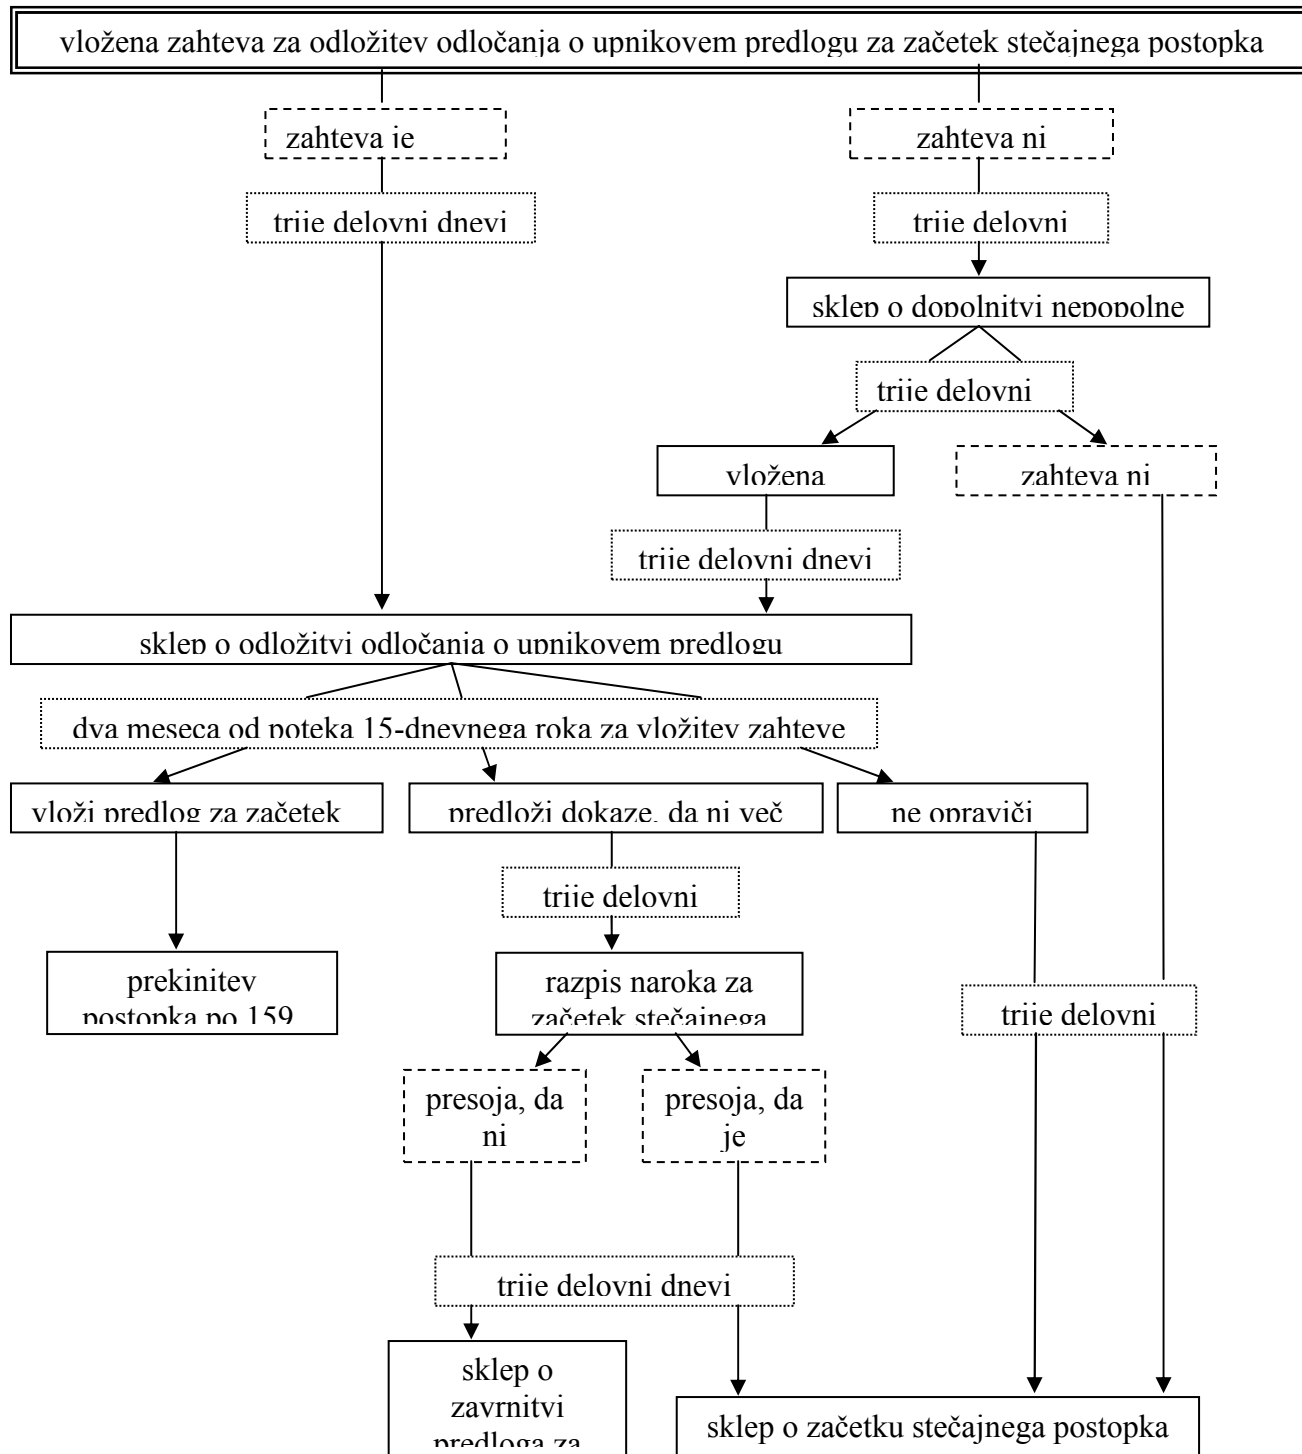 vložena zahteva za odložitev odločanja o upnikovem predlogu za začetek stečajnega postopka
zahteva je
zahteva ni
trije delovni dnevi
trije delovni
sklep o dopolnitvi nepopolne
trije delovni
vložena
zahteva ni
trije delovni dnevi
sklep o odložitvi odločanja o upnikovem predlogu
dva meseca od poteka 15-dnevnega roka za vložitev zahteve
vloži predlog za začetek
predloži dokaze, da ni več
ne opraviči
trije delovni
prekinitev
postopka po 159.
razpis naroka za
začetek stečajnega
trije delovni
presoja, da
ni
presoja, da
je
trije delovni dnevi
sklep o
zavrnitvi
predloga za
sklep o začetku stečajnega postopka